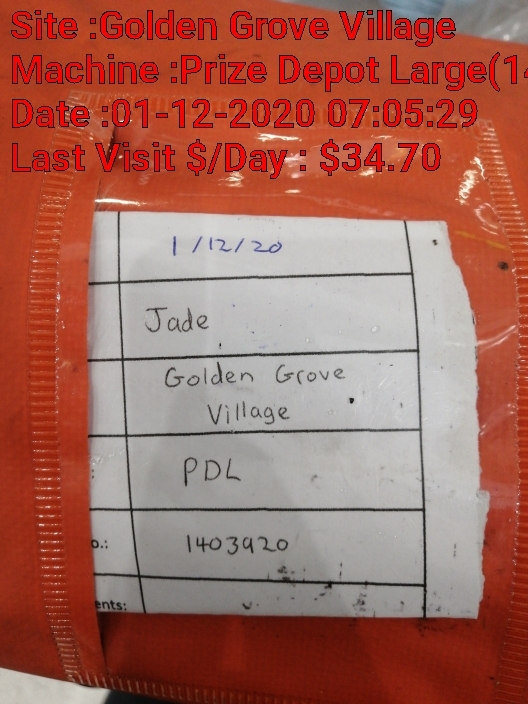 Site :Golden Grove Village
Machine :Prize Depot Large(14
Date :01-12-2020 07:05:29
Last Visit $/Day : $34.70
1/12/20
Jade
Golden Grove
Village
PDL
o.: 1403920
ents: